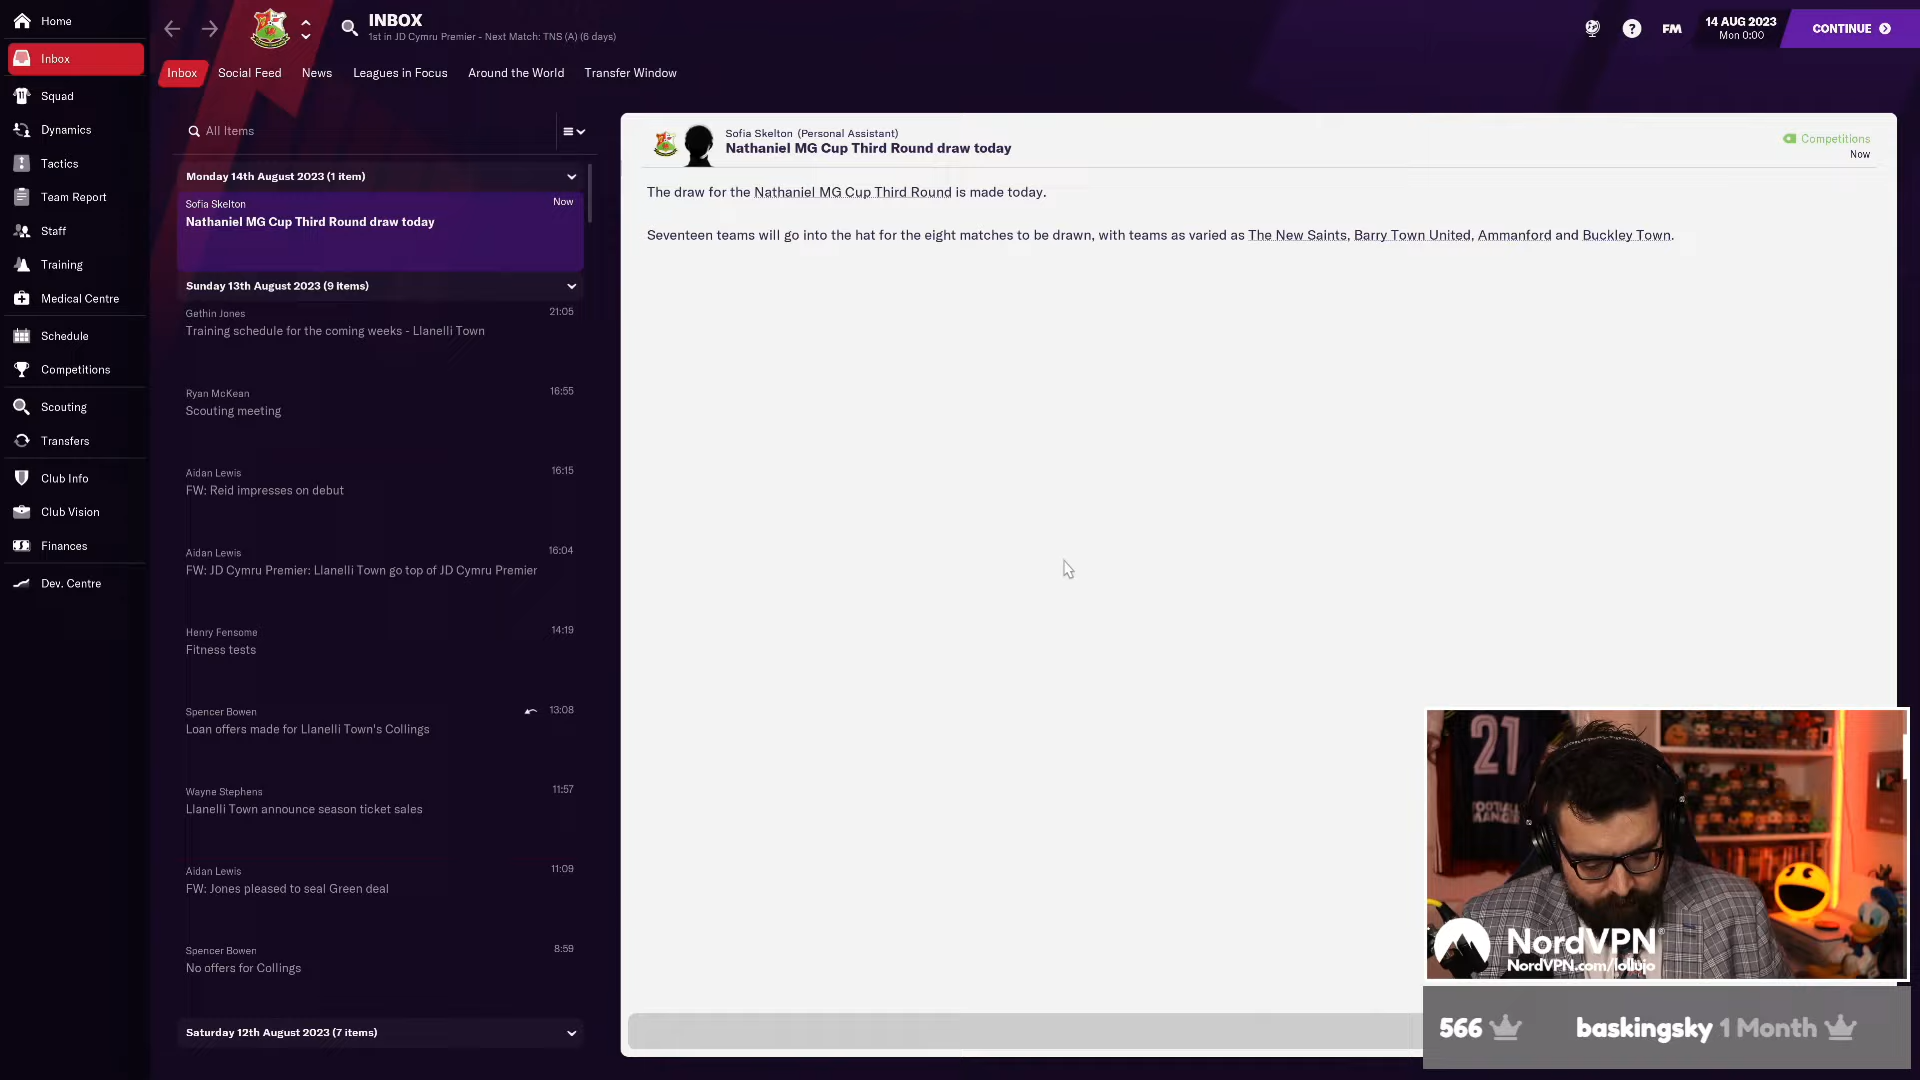 Home
Inbox
Squad
Dynamics
Tactics
Team Report
Staff
Training
Medical Centre
Schedule
Competitions
Scouting
Transfers
Club Info
Club Vision
Finances
Dev. Centre
INBOX
1st in JD Cymru Premier - Next Match: TNS (A) (6 days)
FM
14 AUG 2023
Mon 0:00
CONTINUE
Inbox Social Feed News Leagues in Focus Around the World Transfer Window
All Items
Monday 14th August 2023 (1 item)
Sofia Skelton Now
Nathaniel MG Cup Third Round draw today
Sunday 13th August 2023 (9 items)
Gethin Jones 21:05
Training schedule for the coming weeks - Llanelli Town
Ryan McKean 16:55
Scouting meeting
Aidan Lewis 16:15
FW: Reid impresses on debut
Aidan Lewis 16:04
FW: JD Cymru Premier: Llanelli Town go top of JD Cymru Premier
Henry Fensome 14:19
Fitness tests
Spencer Bowen 13:08
Loan offers made for Llanelli Town's Collings
Wayne Stephens 11:57
Llanelli Town announce season ticket sales
Aidan Lewis 11:09
FW: Jones pleased to seal Green deal
Spencer Bowen 8:59
No offers for Collings
Saturday 12th August 2023 (7 items)
Sofia Skelton (Personal Assistant)
Nathaniel MG Cup Third Round draw today
Competitions
Now
The draw for the Nathaniel MG Cup Third Round is made today.
Seventeen teams will go into the hat for the eight matches to be drawn, with teams as varied as The New Saints, Barry Town United, Ammanford and Buckley Town.
21
NordVPN®
NordVPN.com/lollujo
566 baskingsky 1 Month